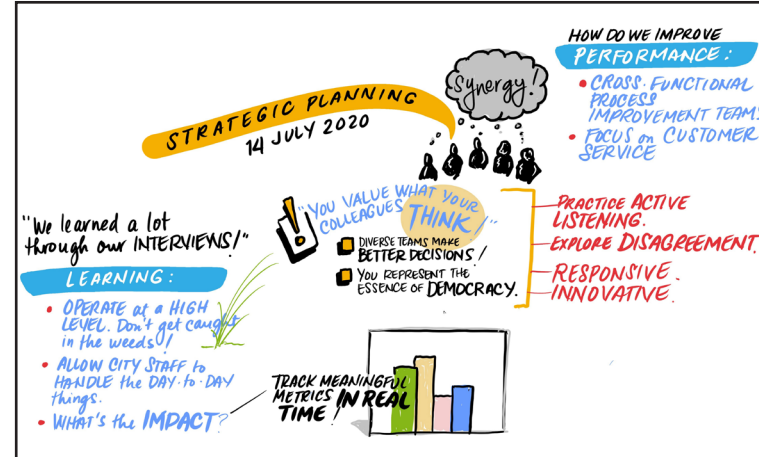 STRATEGIC PLANNING
14 JULY 2020
Synergy!
HOW DO WE IMPROVE
PERFORMANCE:
• CROSS-FUNCTIONAL
PROCESS
IMPROVEMENT TEAMS
• FOCUS on CUSTOMER
SERVICE
"We learned a lot
through our INTERVIEWS!"
LEARNING:
• OPERATE at a HIGH
LEVEL. Don't get caught
in the weeds!
• ALLOW CITY STAFF to
HANDLE the DAY-to-DAY
things.
• WHAT'S the IMPACT?
TRACK MEANINGFUL
METRICS IN REAL
TIME!
"YOU VALUE WHAT YOUR
COLLEAGUES THINK!"
DIVERSE TEAMS MAKE
BETTER DECISIONS!
YOU REPRESENT THE
ESSENCE OF DEMOCRACY.
PRACTICE ACTIVE
LISTENING.
EXPLORE DISAGREEMENT.
RESPONSIVE.
INNOVATIVE.